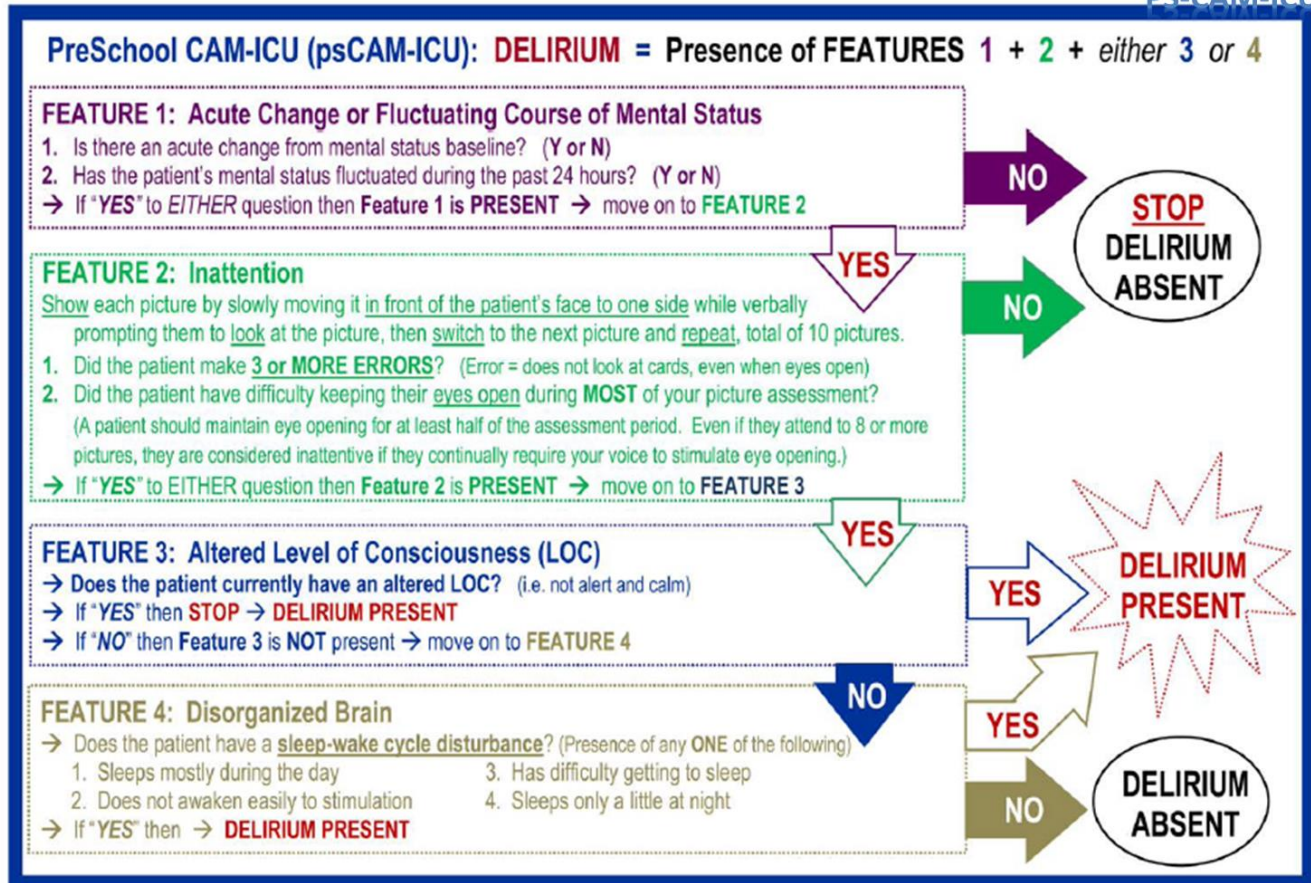 PS-CAM-ICU
PreSchool CAM-ICU (psCAM-ICU): DELIRIUM = Presence of FEATURES 1 + 2 + either 3 or 4
FEATURE 1: Acute Change or Fluctuating Course of Mental Status
1. Is there an acute change from mental status baseline? (Y or N)
2. Has the patient's mental status fluctuated during the past 24 hours? (Y or N)
→ If "YES" to EITHER question then Feature 1 is PRESENT → move on to FEATURE 2
NO
STOP
DELIRIUM
ABSENT
YES
FEATURE 2: Inattention
Show each picture by slowly moving it in front of the patient's face to one side while verbally
prompting them to look at the picture, then switch to the next picture and repeat, total of 10 pictures.
1. Did the patient make 3 or MORE ERRORS? (Error = does not look at cards, even when eyes open)
2. Did the patient have difficulty keeping their eyes open during MOST of your picture assessment?
(A patient should maintain eye opening for at least half of the assessment period. Even if they attend to 8 or more
pictures, they are considered inattentive if they continually require your voice to stimulate eye opening.)
→ If "YES" to EITHER question then Feature 2 is PRESENT → move on to FEATURE 3
NO
YES
FEATURE 3: Altered Level of Consciousness (LOC)
→ Does the patient currently have an altered LOC? (i.e. not alert and calm)
→ If "YES" then STOP → DELIRIUM PRESENT
→ If "NO" then Feature 3 is NOT present → move on to FEATURE 4
YES
DELIRIUM
PRESENT
NO
FEATURE 4: Disorganized Brain
→ Does the patient have a sleep-wake cycle disturbance? (Presence of any ONE of the following)
1. Sleeps mostly during the day 3. Has difficulty getting to sleep
2. Does not awaken easily to stimulation 4. Sleeps only a little at night
→ If "YES" then → DELIRIUM PRESENT
YES
NO
DELIRIUM
ABSENT